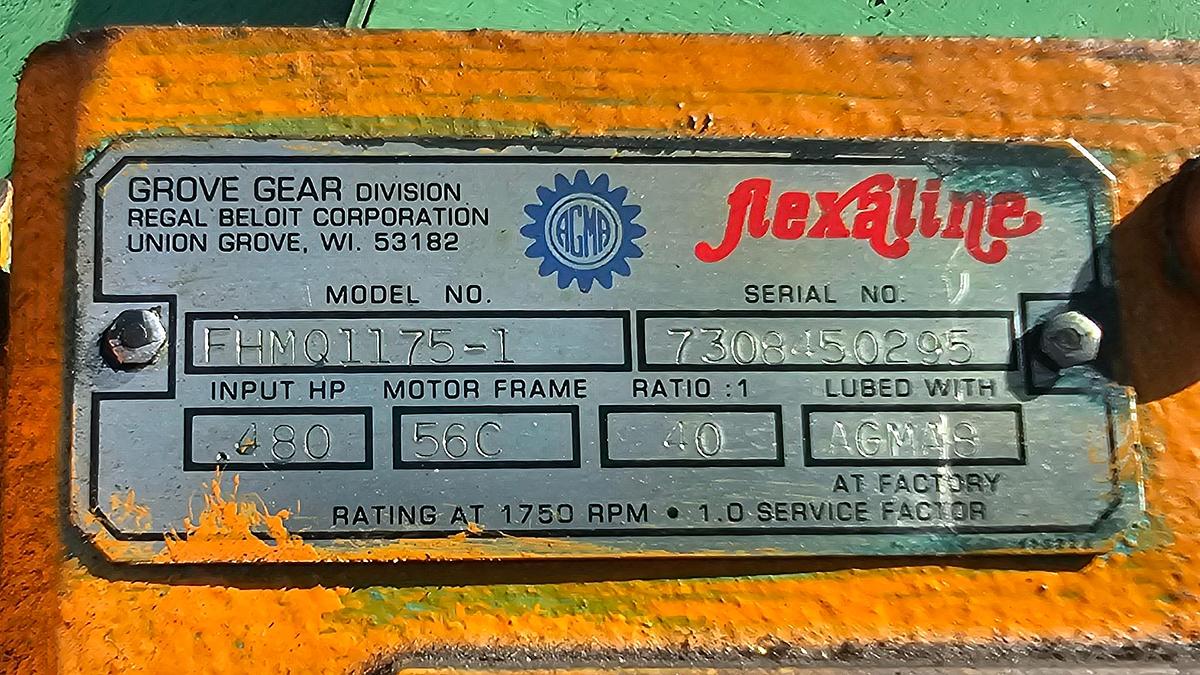 GROVE GEAR DIVISION
REGAL BELOIT CORPORATION
UNION GROVE, WI. 53182
AGMA
flexaline
MODEL NO. SERIAL NO.
FHMQ1175-1 7308450295
INPUT HP MOTOR FRAME RATIO :1 LUBED WITH
.480 56C 40 AGMA8
AT FACTORY
RATING AT 1750 RPM • 1.0 SERVICE FACTOR